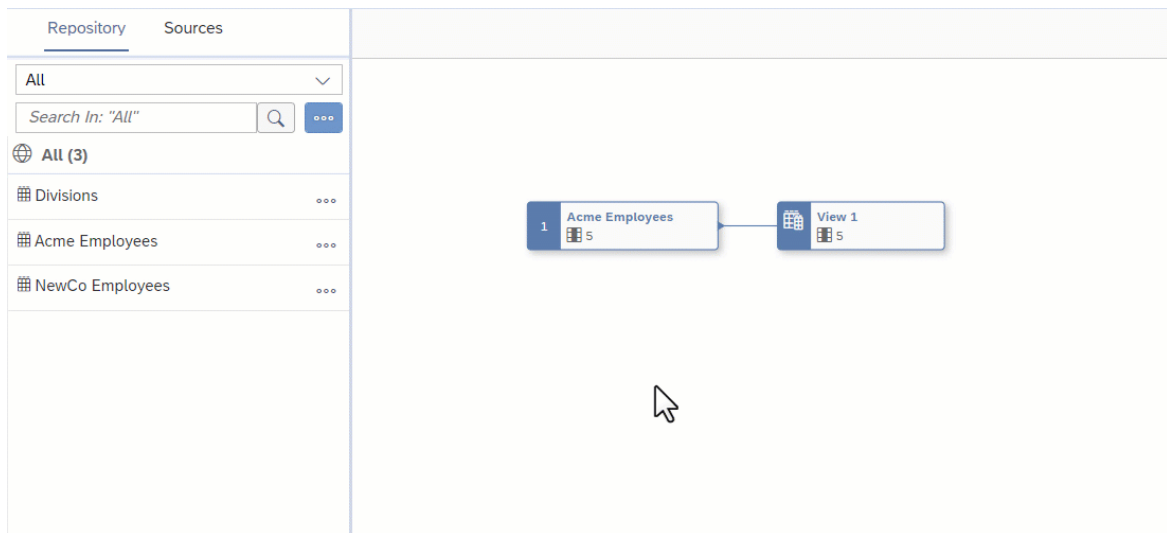 Repository Sources
All
Search In: "All"
All (3)
Divisions
Acme Employees
NewCo Employees
1 Acme Employees
5
View 1
5